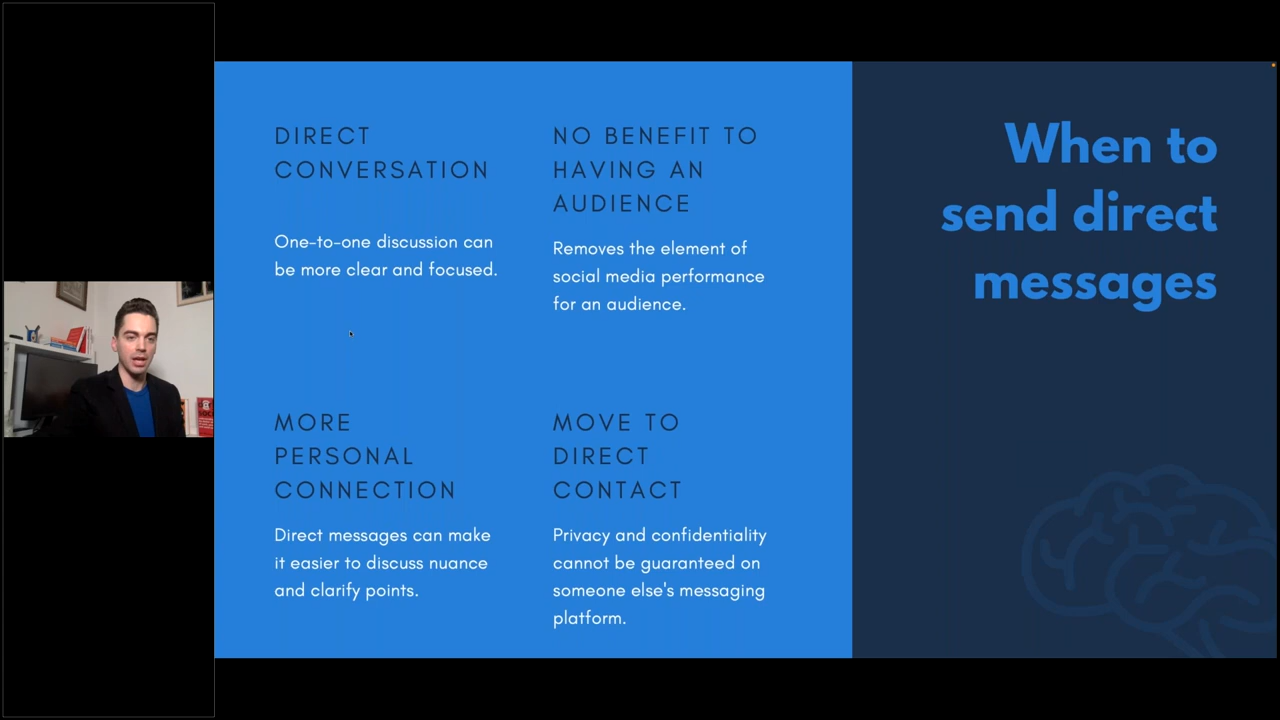 DIRECT
CONVERSATION
One-to-one discussion can
be more clear and focused.
NO BENEFIT TO
HAVING AN
AUDIENCE
Removes the element of
social media performance
for an audience.
MORE
PERSONAL
CONNECTION
Direct messages can make
it easier to discuss nuance
and clarify points.
MOVE TO
DIRECT
CONTACT
Privacy and confidentiality
cannot be guaranteed on
someone else's messaging
platform.
When to
send direct
messages